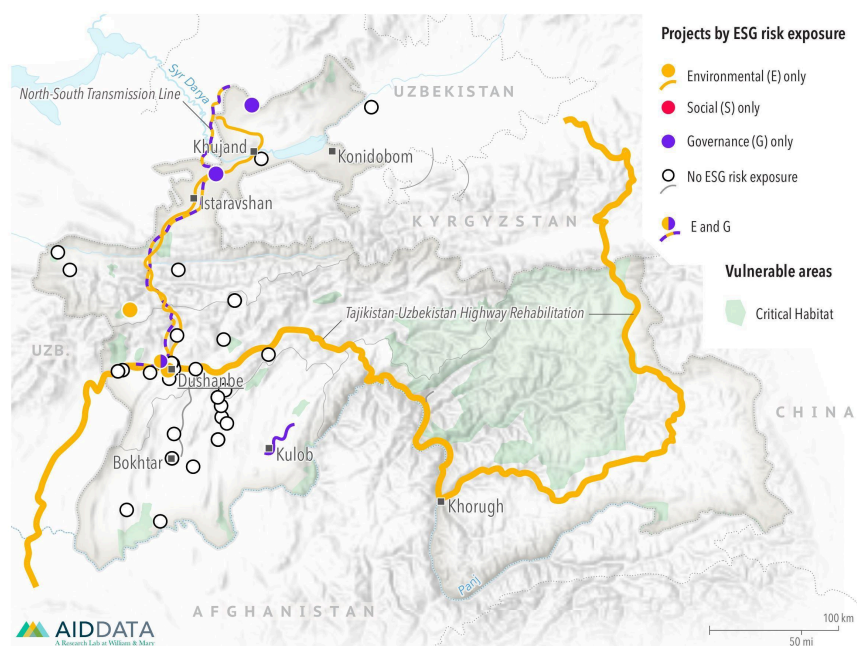 Projects by ESG risk exposure
Environmental (E) only
Social (S) only
Governance (G) only
No ESG risk exposure
E and G
Vulnerable areas
Critical Habitat
North-South Transmission Line
Syr Darya
UZBEKISTAN
Khujand
Konidobom
Istaravshan
KYRGYZSTAN
Tajikistan-Uzbekistan Highway Rehabilitation
UZB.
Dushanbe
CHINA
Kulob
Bokhtar
Khorugh
Panj
AFGHANISTAN
AIDDATA
A Research Lab at William & Mary
100 km
50 mi